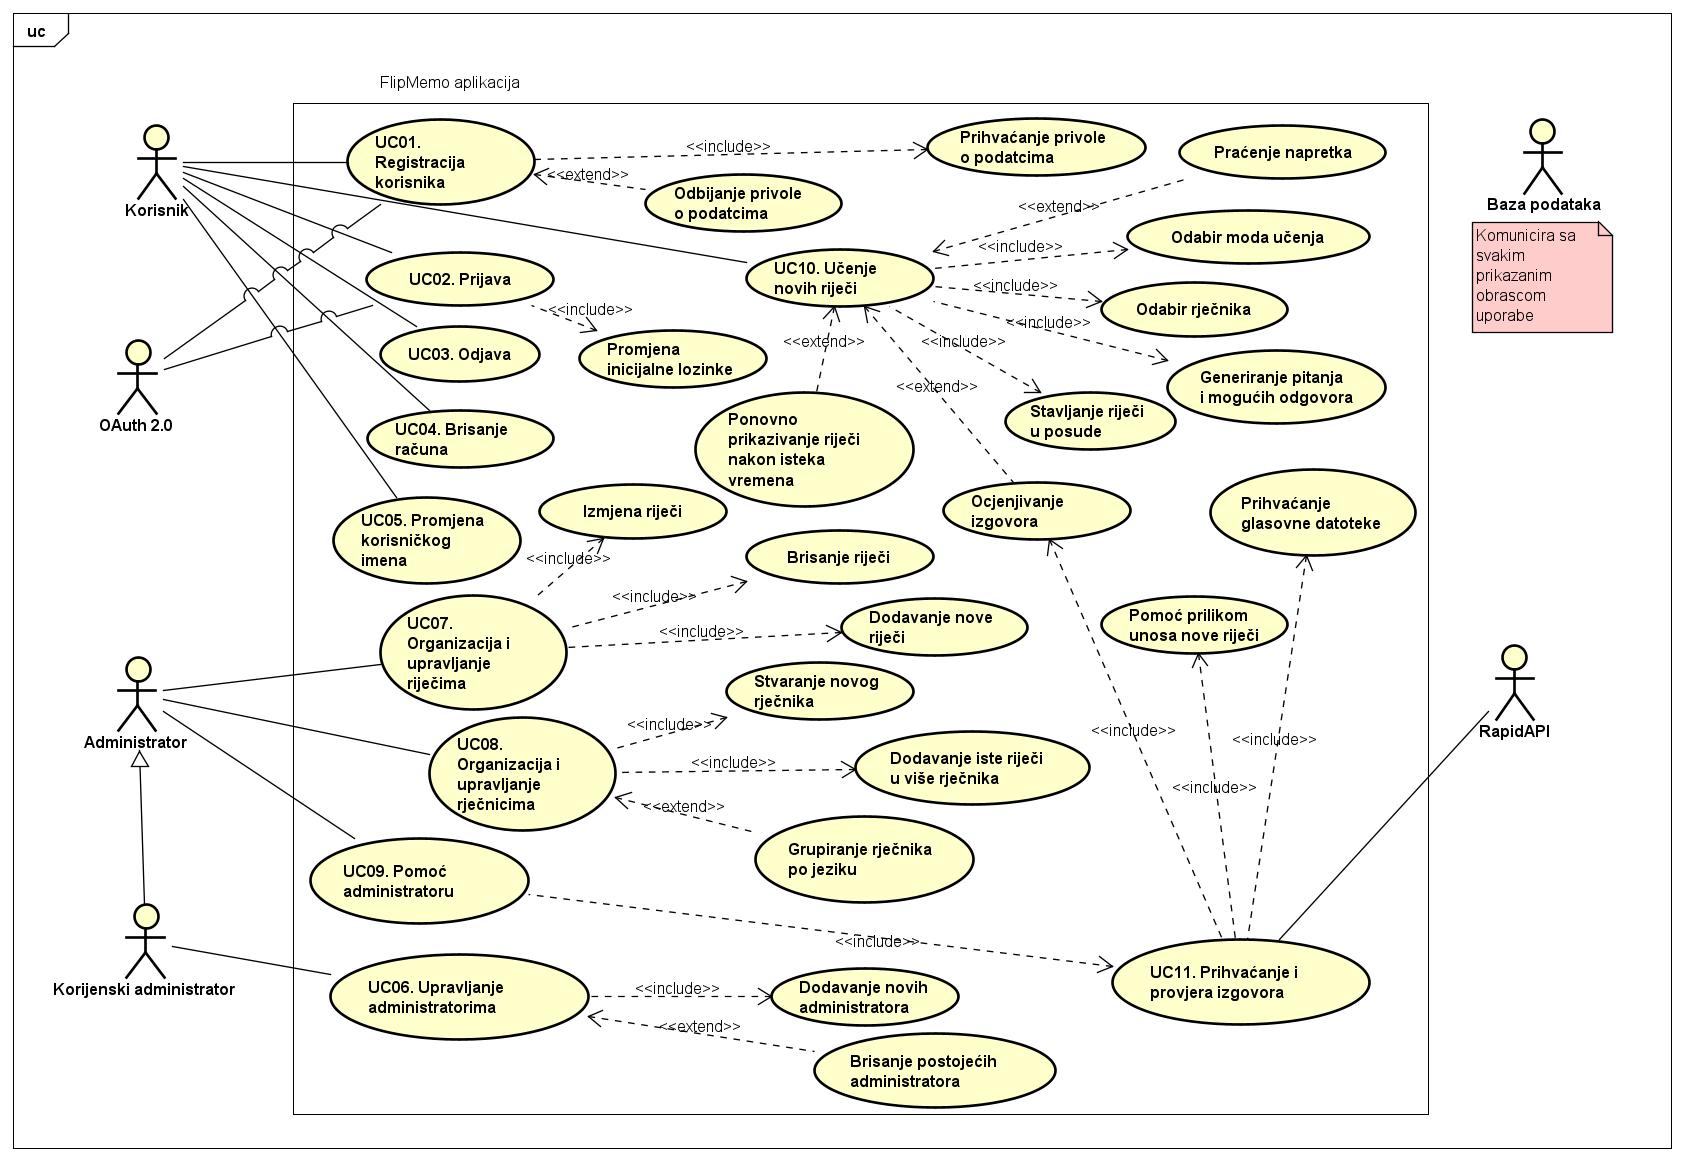 uc
FlipMemo aplikacija
Korisnik
OAuth 2.0
Administrator
Korijenski administrator
Baza podataka
Komunicira sa
svakim
prikazanim
obrascom
uporabe
RapidAPI
UC01.
Registracija
korisnika
<<include>>
Prihvaćanje privole
o podatcima
<<extend>>
Odbijanje privole
o podatcima
Praćenje napretka
<<extend>>
Odabir moda učenja
<<include>>
UC10. Učenje
novih riječi
<<include>>
Odabir rječnika
<<include>>
Generiranje pitanja
i mogućih odgovora
<<include>>
Stavljanje riječi
u posude
<<extend>>
Ponovno
prikazivanje riječi
nakon isteka
vremena
<<extend>>
Ocjenjivanje
izgovora
UC02. Prijava
<<include>>
Promjena
inicijalne lozinke
UC03. Odjava
UC04. Brisanje
računa
UC05. Promjena
korisničkog
imena
Prihvaćanje
glasovne datoteke
Izmjena riječi
<<include>>
Brisanje riječi
<<include>>
UC07.
Organizacija i
upravljanje
riječima
<<include>>
Dodavanje nove
riječi
Pomoć prilikom
unosa nove riječi
Stvaranje novog
rječnika
<<include>>
UC08.
Organizacija i
upravljanje
rječnicima
<<include>>
Dodavanje iste riječi
u više rječnika
<<extend>>
Grupiranje rječnika
po jeziku
<<include>>
<<include>>
<<include>>
UC09. Pomoć
administratoru
<<include>>
UC11. Prihvaćanje i
provjera izgovora
UC06. Upravljanje
administratorima
<<include>>
Dodavanje novih
administratora
<<extend>>
Brisanje postojećih
administratora